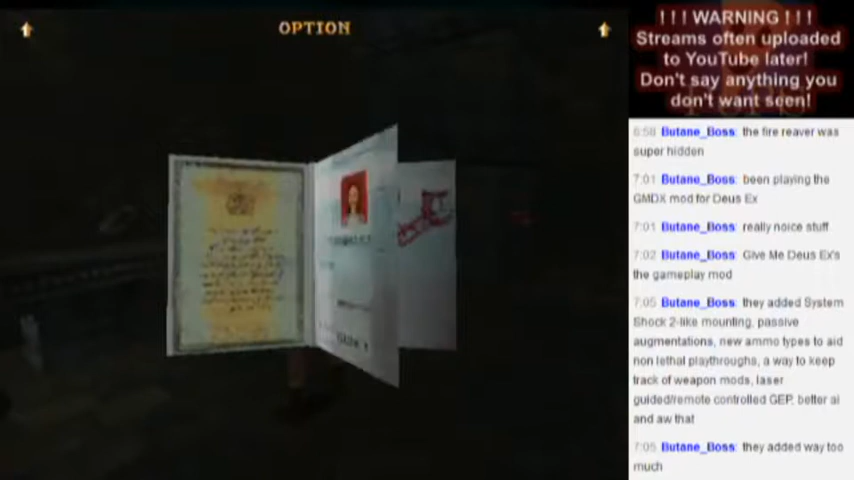 OPTION
! ! ! WARNING ! ! !
Streams often uploaded
to YouTube later!
Don't say anything you
don't want seen!
6:58 Butane_Boss: the fire reaver was
super hidden
7:01 Butane_Boss: been playing the
GMDX mod for Deus Ex
7:01 Butane_Boss: really noice stuff
7:02 Butane_Boss: Give Me Deus Ex's
the gameplay mod
7:05 Butane_Boss: they added System
Shock 2-like mounting, passive
augmentations, new ammo types to aid
non lethal playthroughs, a way to keep
track of weapon mods, laser
guided/remote controlled GEP, better ai
and aw that
7:05 Butane_Boss: they added way too
much